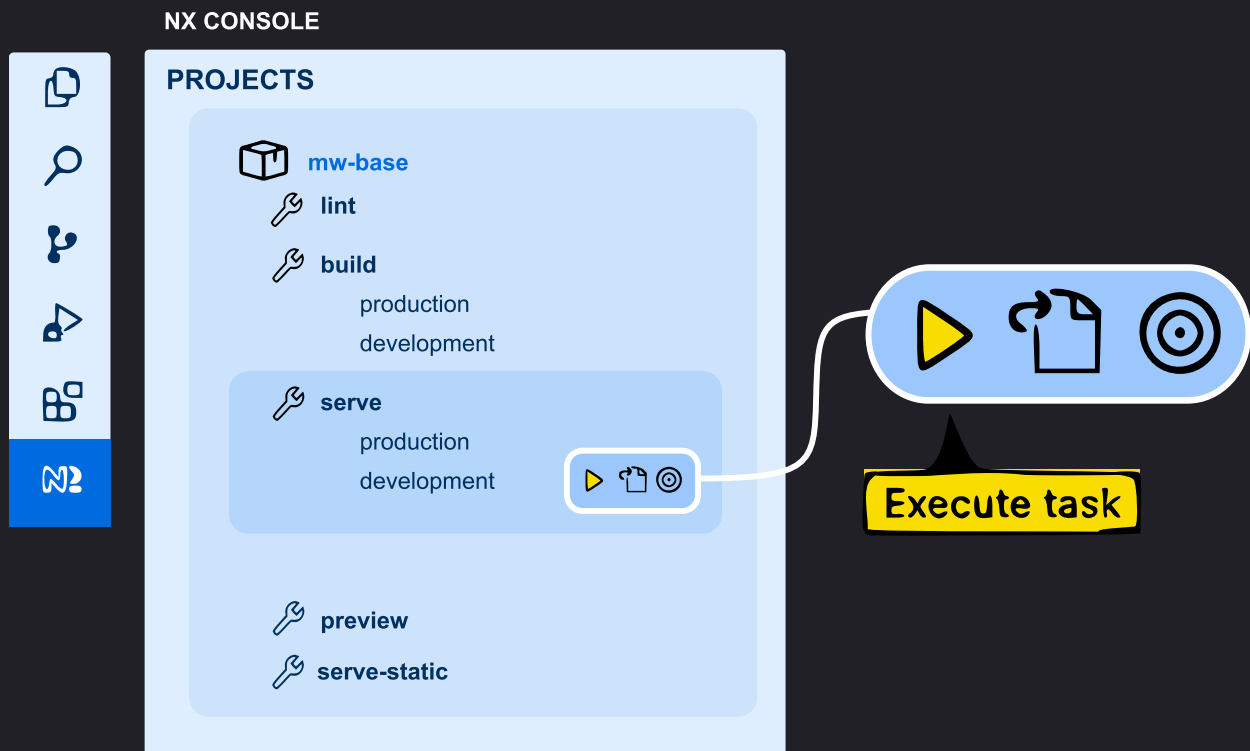 NX CONSOLE
PROJECTS
mw-base
lint
build
production
development
serve
production
development
Execute task
preview
serve-static